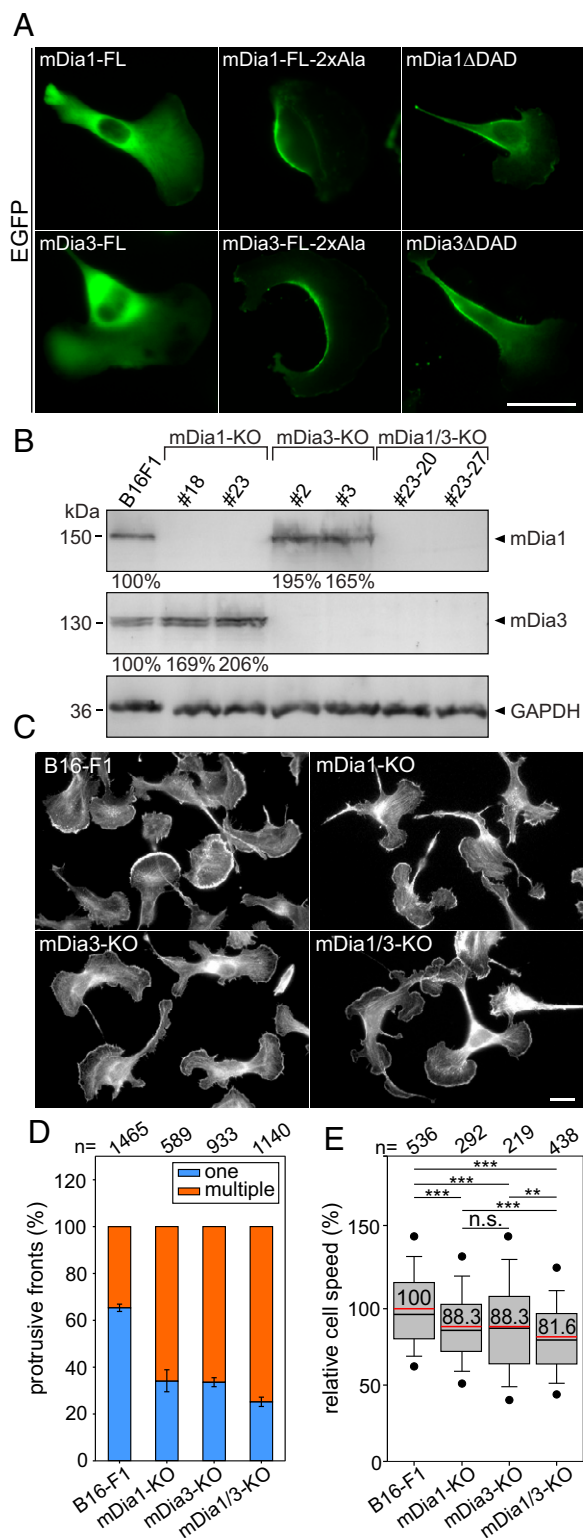 A
mDia1-FL mDia1-FL-2xAla mDia1ΔDAD
EGFP
mDia3-FL mDia3-FL-2xAla mDia3ΔDAD
B
mDia1-KO mDia3-KO mDia1/3-KO
B16F1 #18 #23 #2 #3 #23-20 #23-27
kDa
150 mDia1
100% 195% 165%
130 mDia3
100% 169% 206%
36 GAPDH
C
B16-F1 mDia1-KO
mDia3-KO mDia1/3-KO
D
n= 1465 589 933 1140
one
multiple
protrusive fronts (%)
120
100
80
60
40
20
0
B16-F1 mDia1-KO mDia3-KO mDia1/3-KO
E
n= 536 292 219 438
***
*** **
*** ***
n.s.
relative cell speed (%)
150%
100%
50%
0%
100 88.3 88.3 81.6
B16-F1 mDia1-KO mDia3-KO mDia1/3-KO